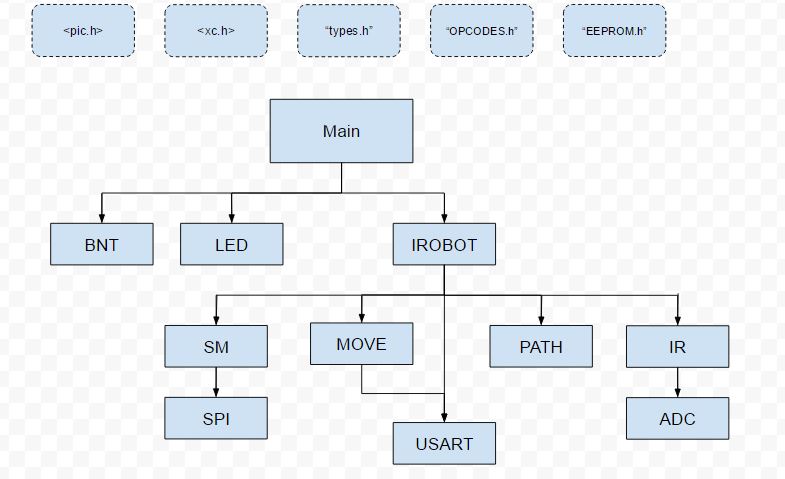 <pic.h>
<xc.h>
“types.h”
“OPCODES.h”
“EEPROM.h”
Main
BNT
LED
IROBOT
SM
MOVE
PATH
IR
SPI
USART
ADC